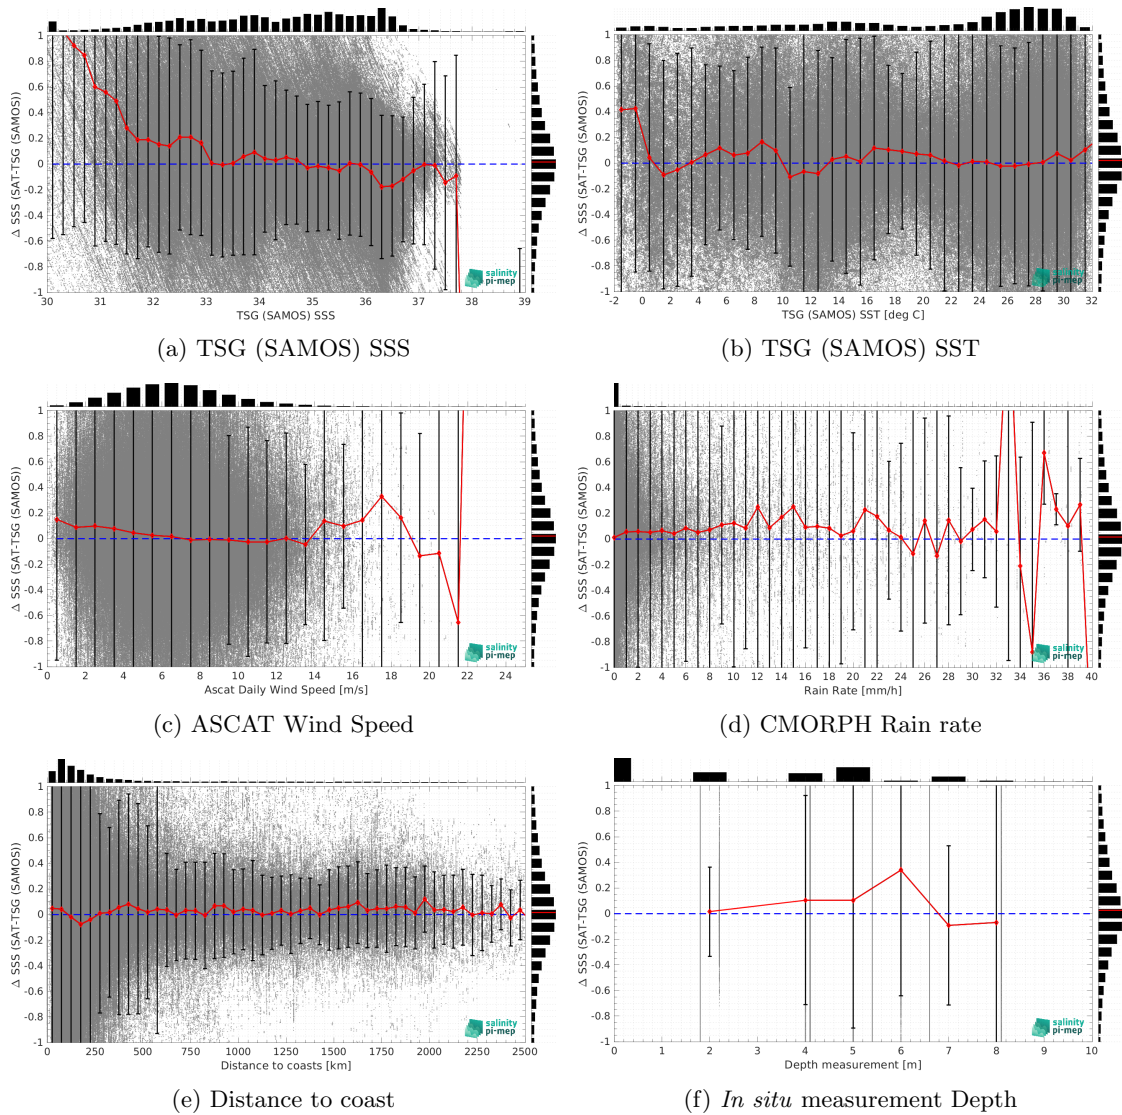 1
0.8
0.6
0.4
0.2
0
-0.2
-0.4
-0.6
-0.8
-1
Δ SSS (SAT-TSG (SAMOS))
30 31 32 33 34 35 36 37 38 39
TSG (SAMOS) SSS
salinity
pi-mep
(a) TSG (SAMOS) SSS
1
0.8
0.6
0.4
0.2
0
-0.2
-0.4
-0.6
-0.8
-1
Δ SSS (SAT-TSG (SAMOS))
-2 0 2 4 6 8 10 12 14 16 18 20 22 24 26 28 30 32
TSG (SAMOS) SST [deg C]
salinity
pi-mep
(b) TSG (SAMOS) SST
1
0.8
0.6
0.4
0.2
0
-0.2
-0.4
-0.6
-0.8
-1
Δ SSS (SAT-TSG (SAMOS))
0 2 4 6 8 10 12 14 16 18 20 22 24
Ascat Daily Wind Speed [m/s]
salinity
pi-mep
(c) ASCAT Wind Speed
1
0.8
0.6
0.4
0.2
0
-0.2
-0.4
-0.6
-0.8
-1
Δ SSS (SAT-TSG (SAMOS))
0 2 4 6 8 10 12 14 16 18 20 22 24 26 28 30 32 34 36 38 40
Rain Rate [mm/h]
salinity
pi-mep
(d) CMORPH Rain rate
1
0.8
0.6
0.4
0.2
0
-0.2
-0.4
-0.6
-0.8
-1
Δ SSS (SAT-TSG (SAMOS))
0 250 500 750 1000 1250 1500 1750 2000 2250 2500
Distance to coasts [km]
salinity
pi-mep
(e) Distance to coast
1
0.8
0.6
0.4
0.2
0
-0.2
-0.4
-0.6
-0.8
-1
Δ SSS (SAT-TSG (SAMOS))
0 1 2 3 4 5 6 7 8 9 10
Depth measurement [m]
salinity
pi-mep
(f) In situ measurement Depth